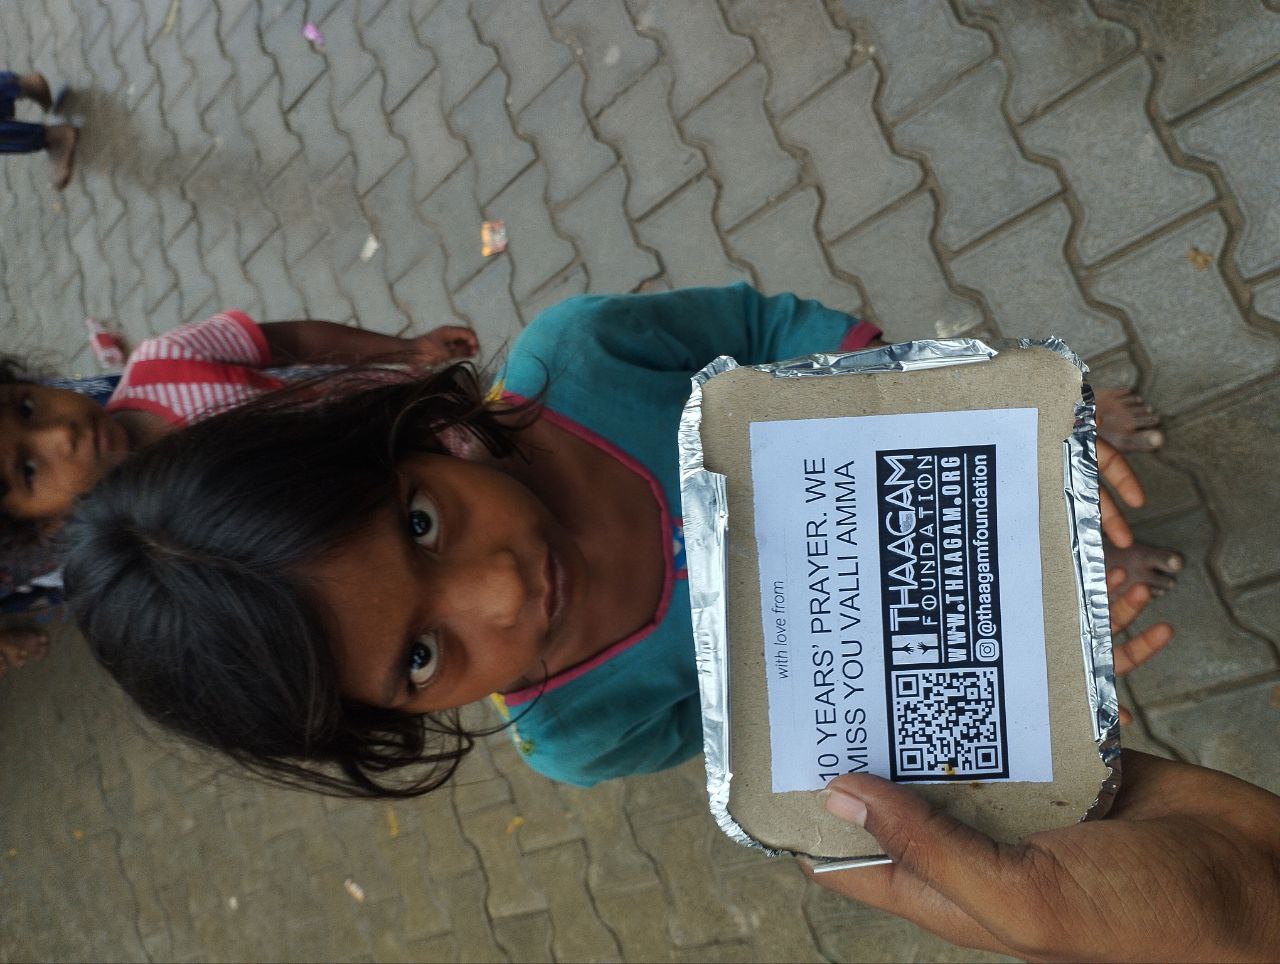 with love from
10 YEARS' PRAYER. WE
MISS YOU VALLI AMMA
THAAGAM
FOUNDATION
WWW.THAAGAM.ORG
@thaagamfoundation